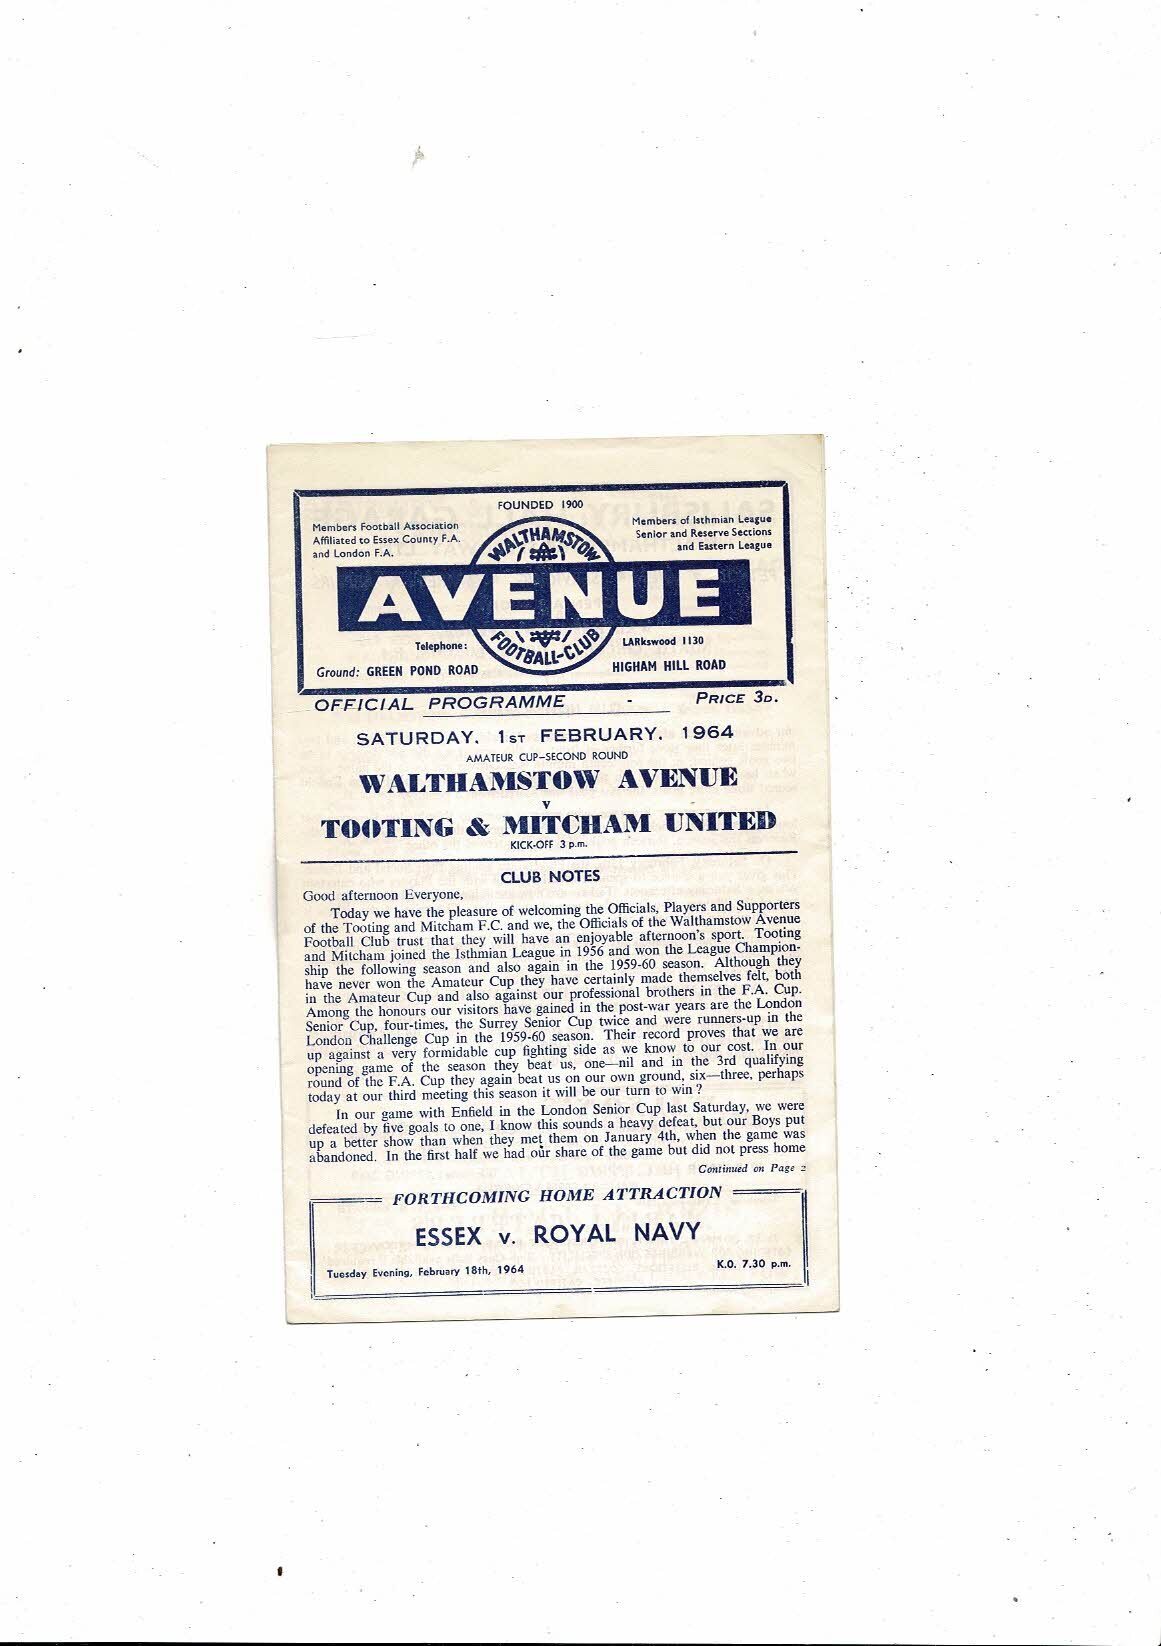 FOUNDED 1900
Members Football Association
Affiliated to Essex County F.A.
and London F.A.
Members of Isthmian League
Senior and Reserve Sections
and Eastern League
WALTHAMSTOW
AVENUE
FOOTBALL-CLUB
Telephone:
LARkswood 1130
Ground: GREEN POND ROAD
HIGHAM HILL ROAD
OFFICIAL PROGRAMME - PRICE 3D.
SATURDAY, 1ST FEBRUARY, 1964
AMATEUR CUP-SECOND ROUND
WALTHAMSTOW AVENUE
v
TOOTING & MITCHAM UNITED
KICK-OFF 3 p.m.
CLUB NOTES
Good afternoon Everyone,
Today we have the pleasure of welcoming the Officials, Players and Supporters
of the Tooting and Mitcham F.C. and we, the Officials of the Walthamstow Avenue
Football Club trust that they will have an enjoyable afternoon's sport. Tooting
and Mitcham joined the Isthmian League in 1956 and won the League Champion-
ship the following season and also again in the 1959-60 season. Although they
have never won the Amateur Cup they have certainly made themselves felt, both
in the Amateur Cup and also against our professional brothers in the F.A. Cup.
Among the honours our visitors have gained in the post-war years are the London
Senior Cup, four-times, the Surrey Senior Cup twice and were runners-up in the
London Challenge Cup in the 1959-60 season. Their record proves that we are
up against a very formidable cup fighting side as we know to our cost. In our
opening game of the season they beat us, one—nil and in the 3rd qualifying
round of the F.A. Cup they again beat us on our own ground, six—three, perhaps
today at our third meeting this season it will be our turn to win ?
In our game with Enfield in the London Senior Cup last Saturday, we were
defeated by five goals to one, I know this sounds a heavy defeat, but our Boys put
up a better show than when they met them on January 4th, when the game was
abandoned. In the first half we had our share of the game but did not press home
Continued on Page 2
FORTHCOMING HOME ATTRACTION
ESSEX v. ROYAL NAVY
Tuesday Evening, February 18th, 1964
K.O. 7.30 p.m.